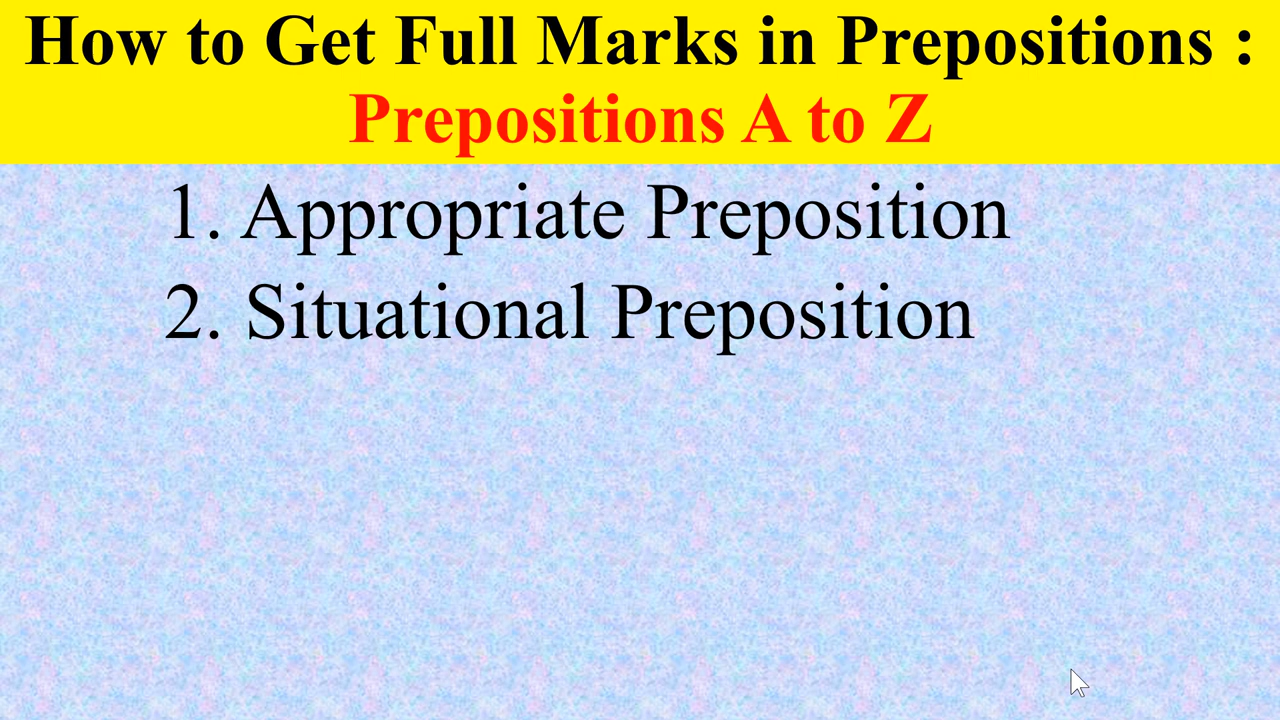 How to Get Full Marks in Prepositions :
Prepositions A to Z
1. Appropriate Preposition
2. Situational Preposition